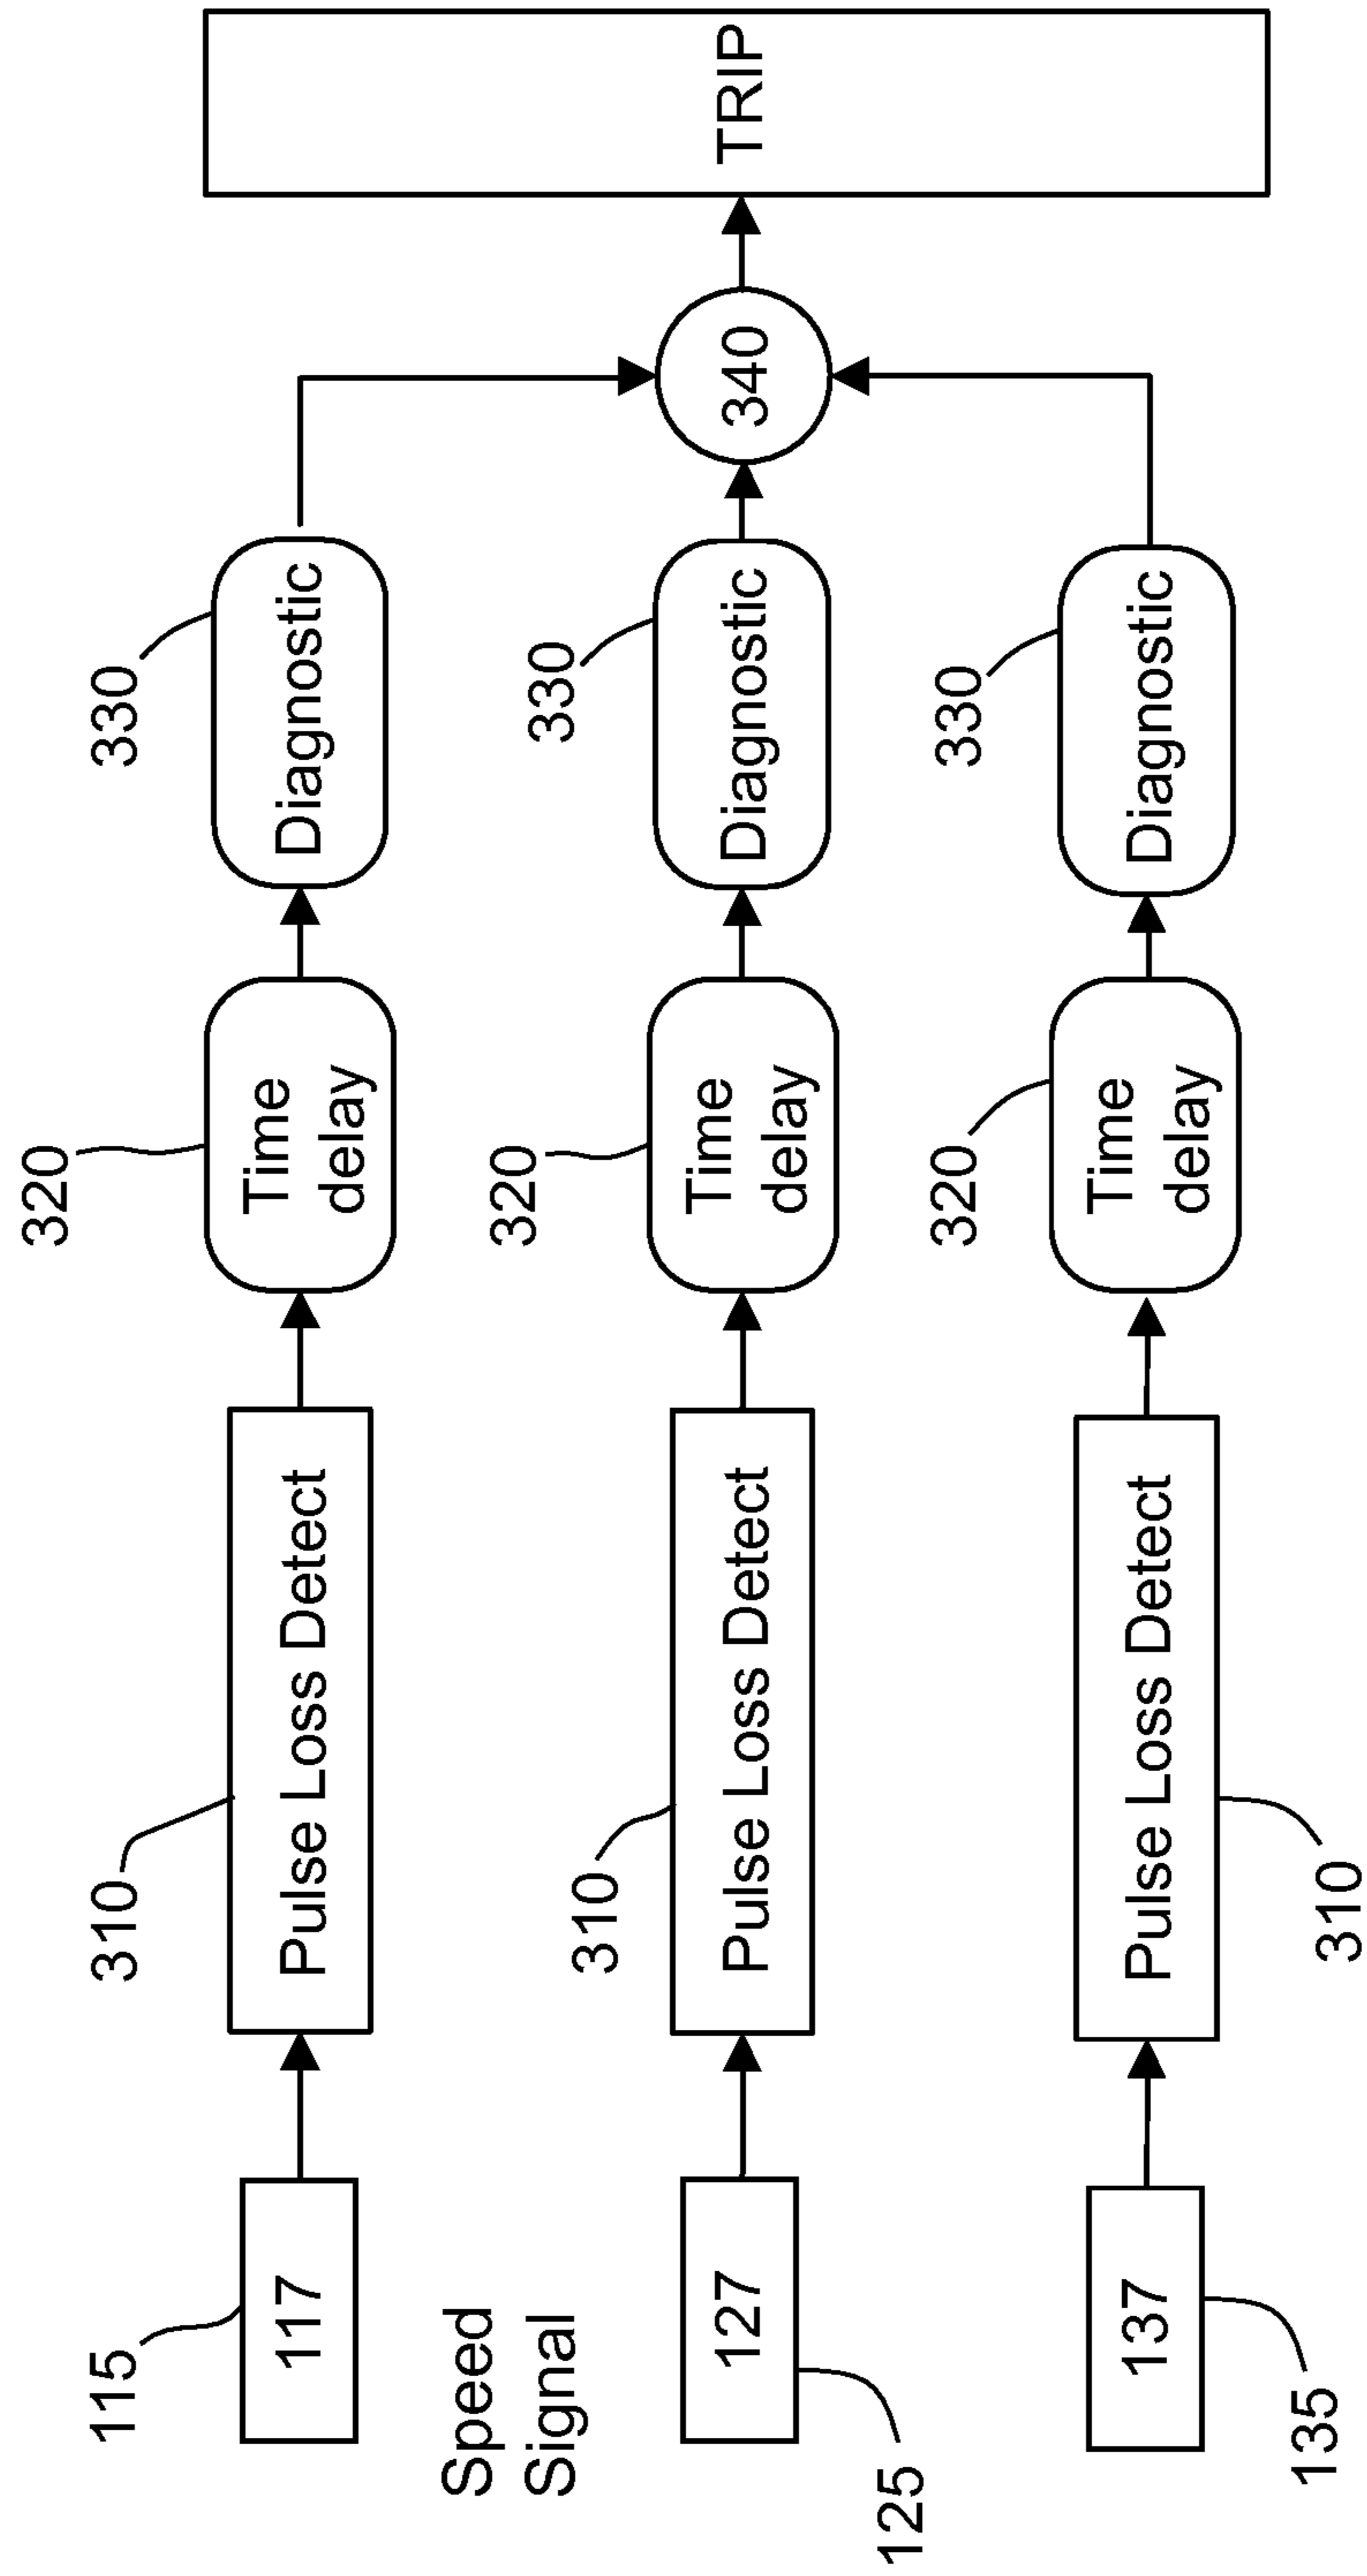 115
117
310
Pulse Loss Detect
320
Time
delay
330
Diagnostic
Speed
Signal
127
125
310
Pulse Loss Detect
320
Time
delay
330
Diagnostic
340
TRIP
137
135
Pulse Loss Detect
310
320
Time
delay
330
Diagnostic